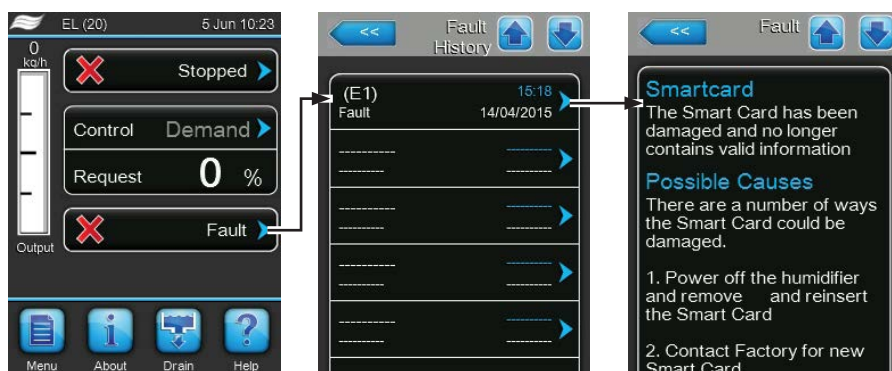 EL (20) 5 Jun 10:23
0
kg/h
Stopped
Control Demand
Request 0 %
Fault
Output
Menu About Drain Help
<<
Fault
History
(E1) 15:18
Fault 14/04/2015
---------- ----------
---------- ----------
---------- ----------
---------- ----------
---------- ----------
---------- ----------
---------- ----------
---------- ----------
<<
Fault
Smartcard
The Smart Card has been
damaged and no longer
contains valid information
Possible Causes
There are a number of ways
the Smart Card could be
damaged.
1. Power off the humidifier
and remove and reinsert
the Smart Card
2. Contact Factory for new
Smart Card